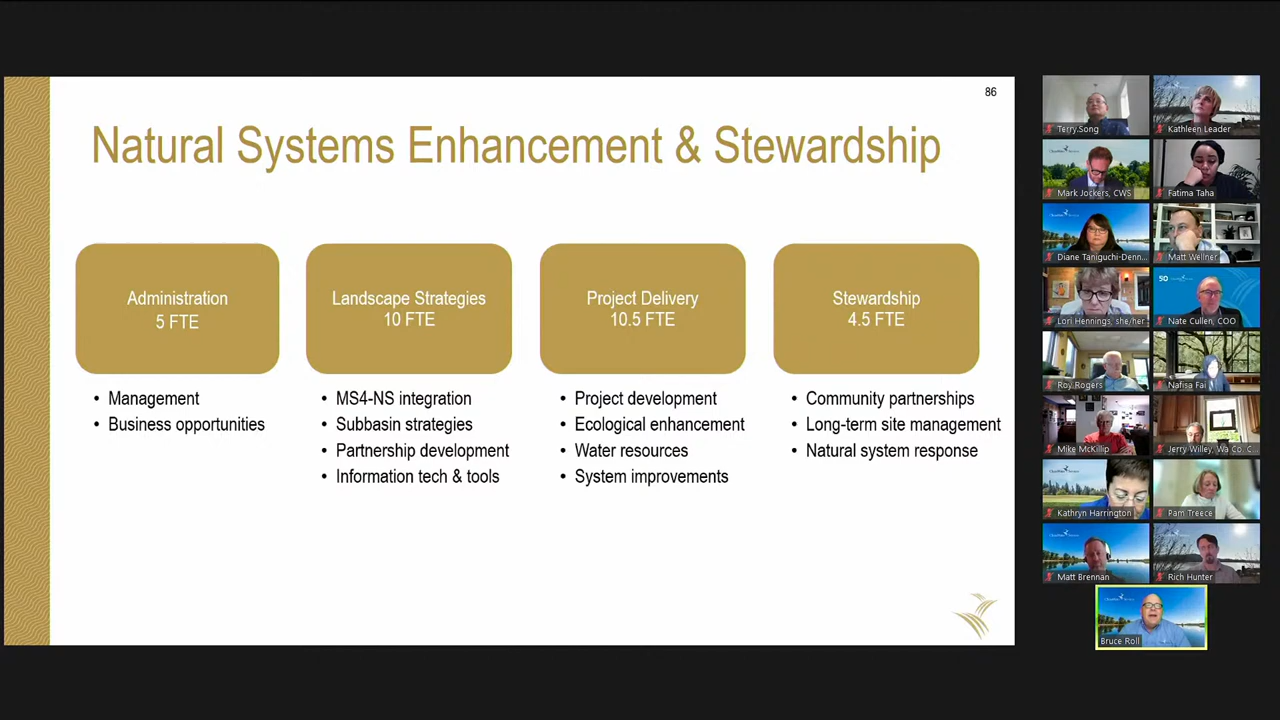 86
Natural Systems Enhancement & Stewardship
Administration
5 FTE
• Management
• Business opportunities
Landscape Strategies
10 FTE
• MS4-NS integration
• Subbasin strategies
• Partnership development
• Information tech & tools
Project Delivery
10.5 FTE
• Project development
• Ecological enhancement
• Water resources
• System improvements
Stewardship
4.5 FTE
• Community partnerships
• Long-term site management
• Natural system response
Terry.Song
Kathleen Leader
Mark Jockers, CWS
Fatima Taha
Diane Taniguchi-Denn...
Matt Wellner
Lori Hennings, she/her
50
Nate Cullen, COO
Roy Rogers
Nafisa Fai
Mike McKillip
Jerry Willey, Wa Co. C
Kathryn Harrington
Pam Treece
Matt Brennan
Rich Hunter
Bruce Roll